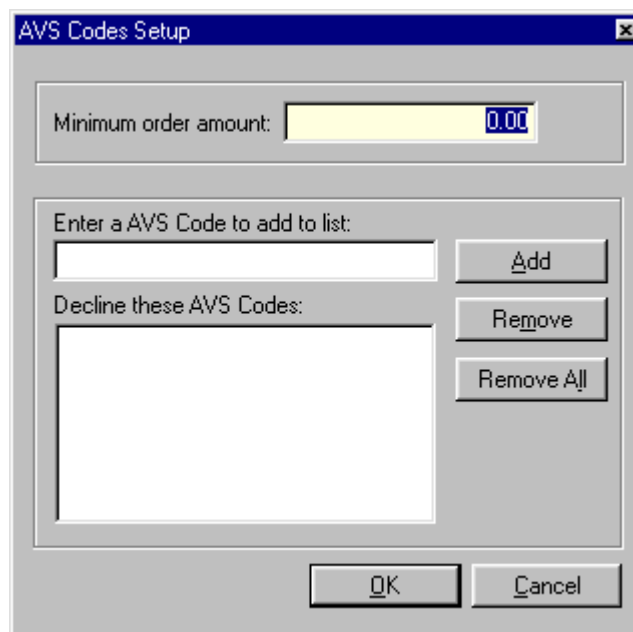 AVS Codes Setup
Minimum order amount: 0.00
Enter a AVS Code to add to list:
Add
Decline these AVS Codes:
Remove
Remove All
OK Cancel